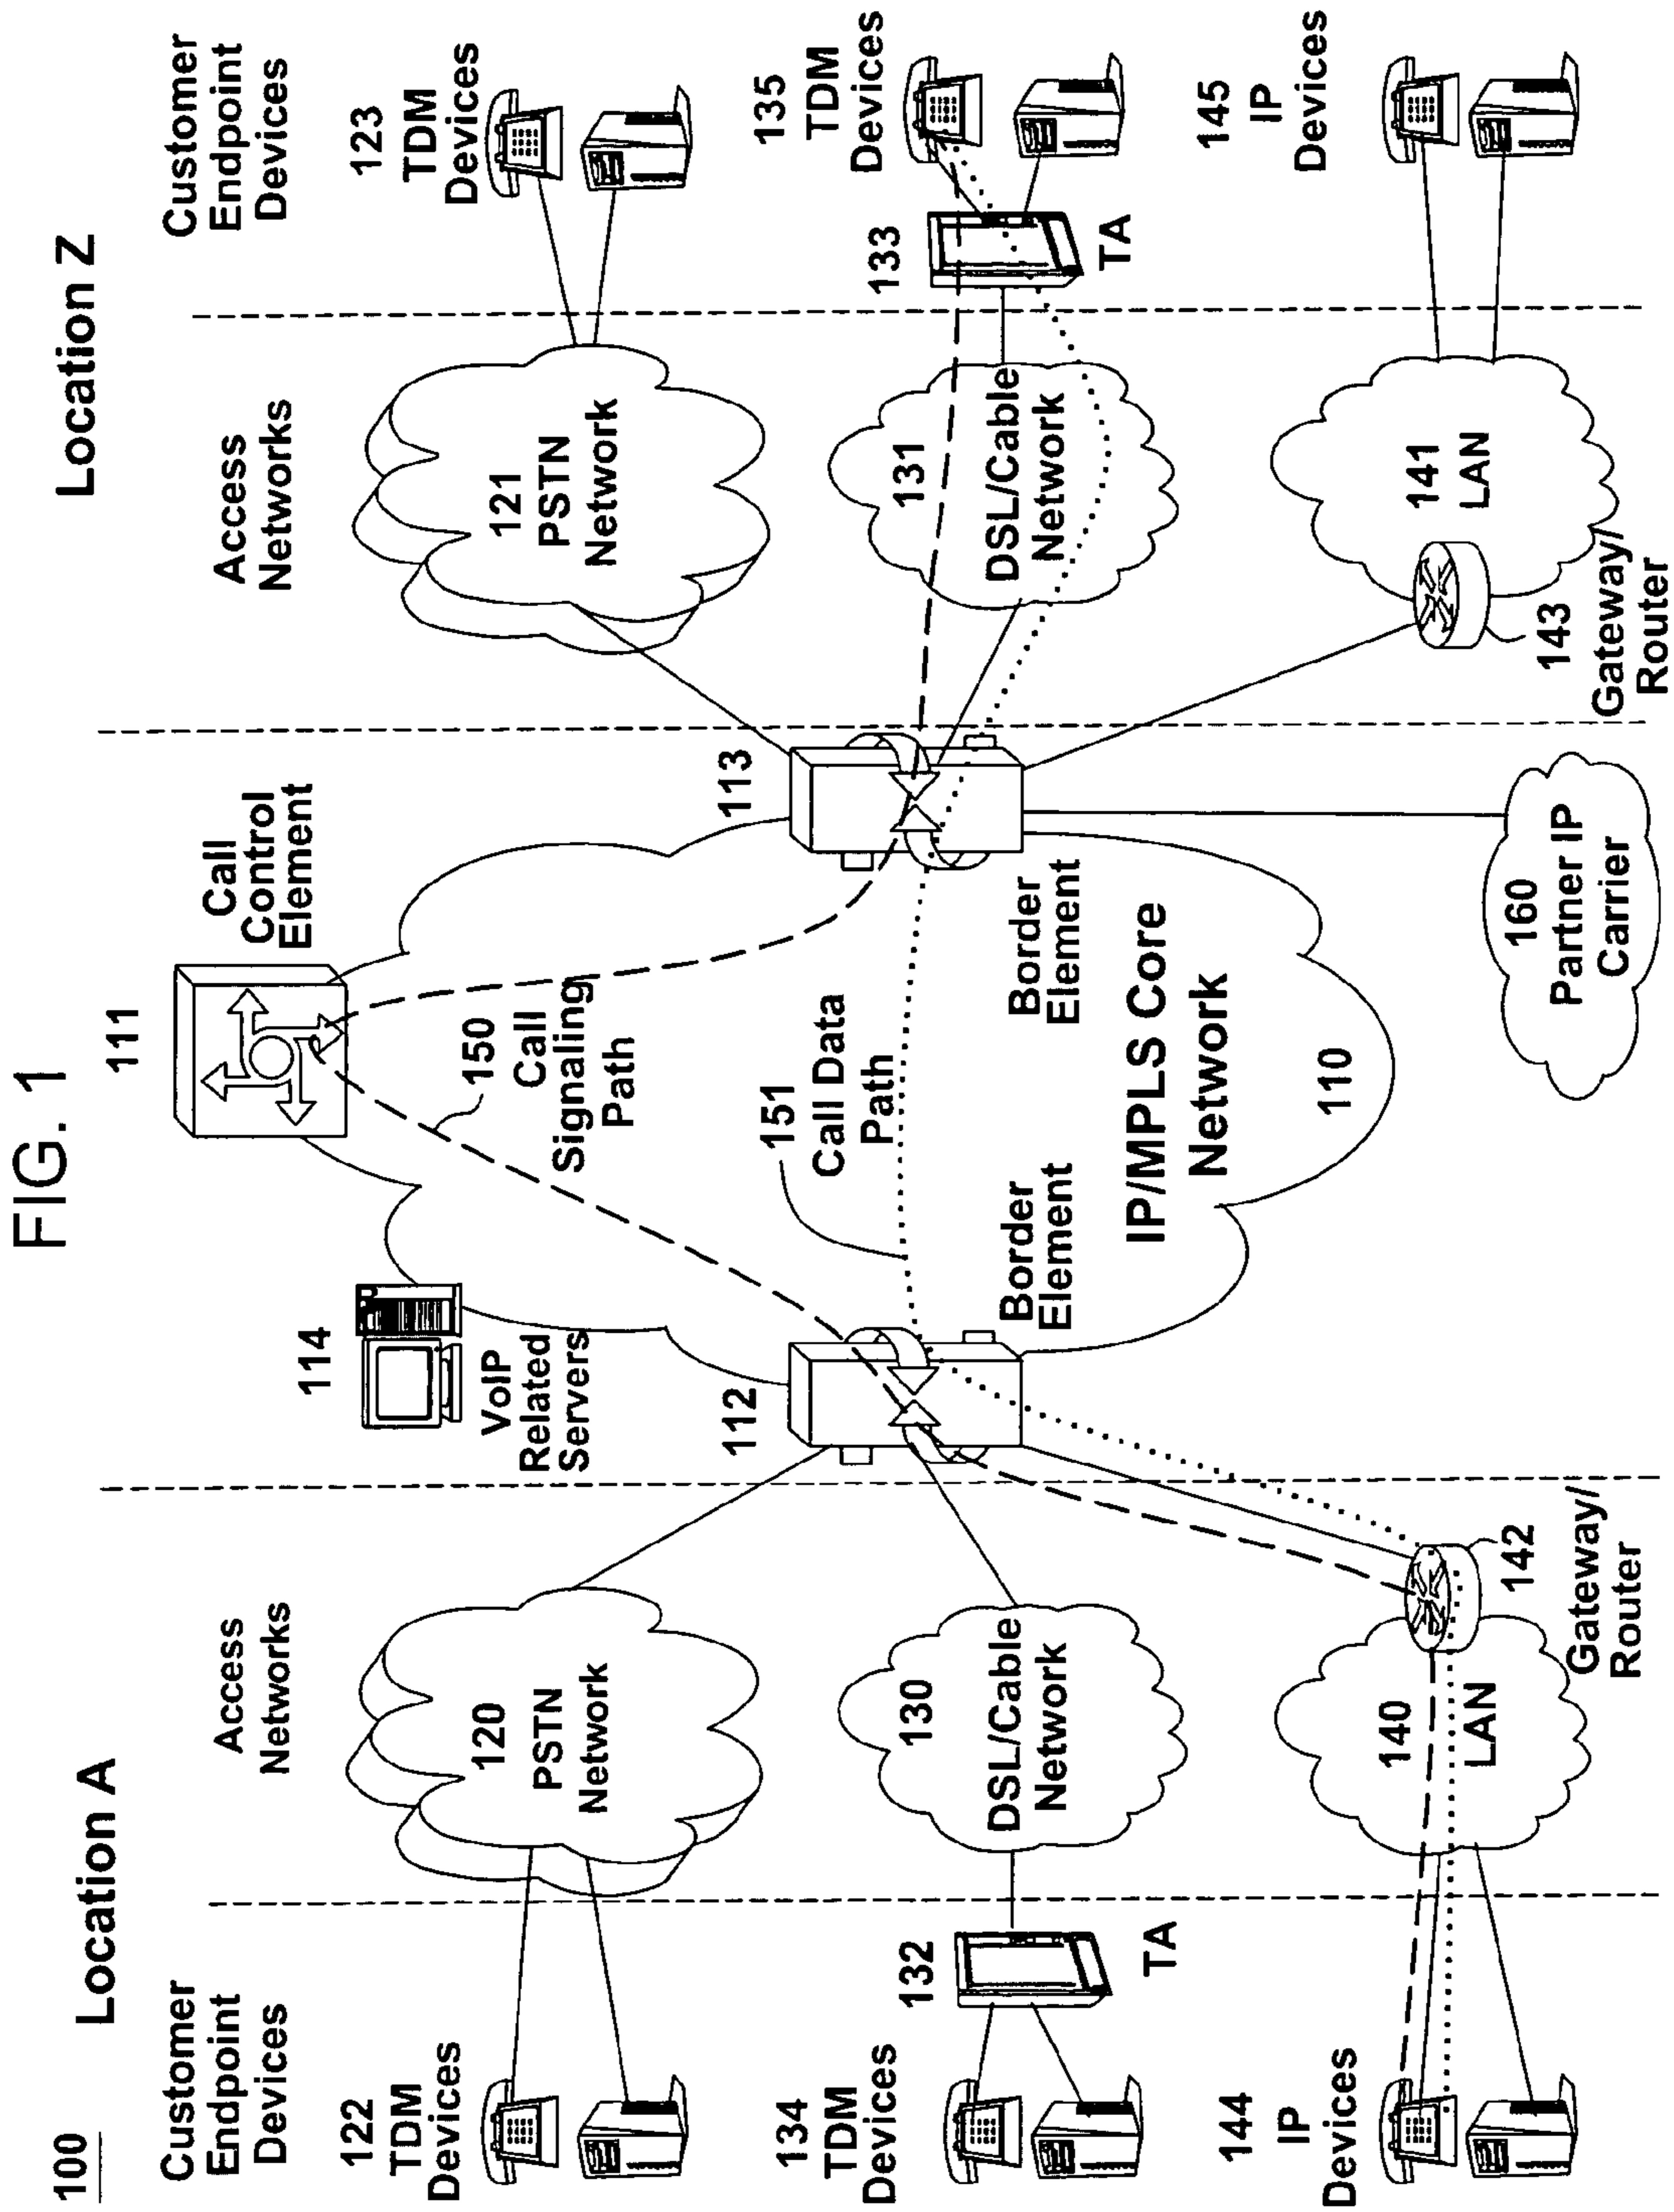 FIG. 1
100
Location A
Location Z
Customer
Endpoint
Devices
Access
Networks
111
Call
Control
Element
Access
Networks
Customer
Endpoint
Devices
114
VoIP
Related
Servers
150
Call
Signaling
Path
122
TDM
Devices
120
PSTN
Network
121
PSTN
Network
123
TDM
Devices
112
Border
Element
151
Call Data
Path
113
Border
Element
134
TDM
Devices
132
TA
130
DSL/Cable
Network
131
DSL/Cable
Network
133
TA
135
TDM
Devices
IP/MPLS Core
Network
110
144
IP
Devices
140
LAN
142
Gateway/
Router
160
Partner IP
Carrier
143
Gateway/
Router
141
LAN
145
IP
Devices